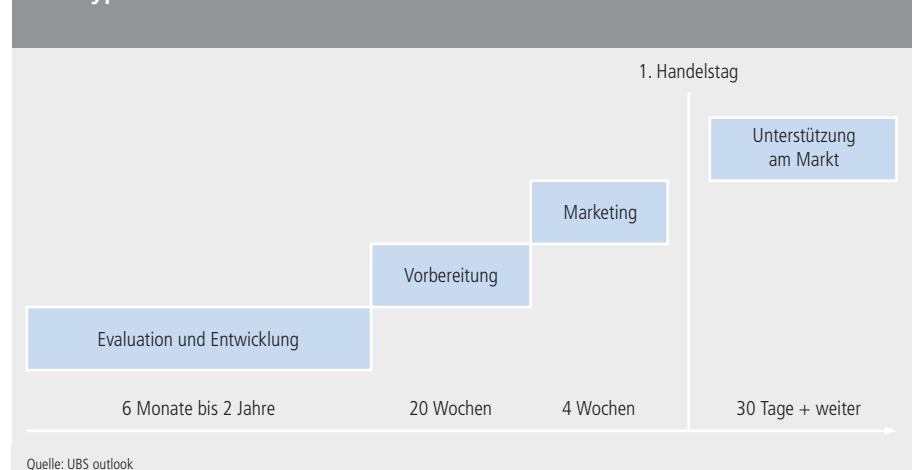 1. Handelstag
Unterstützung
am Markt
Marketing
Vorbereitung
Evaluation und Entwicklung
6 Monate bis 2 Jahre 20 Wochen 4 Wochen 30 Tage + weiter
Quelle: UBS outlook